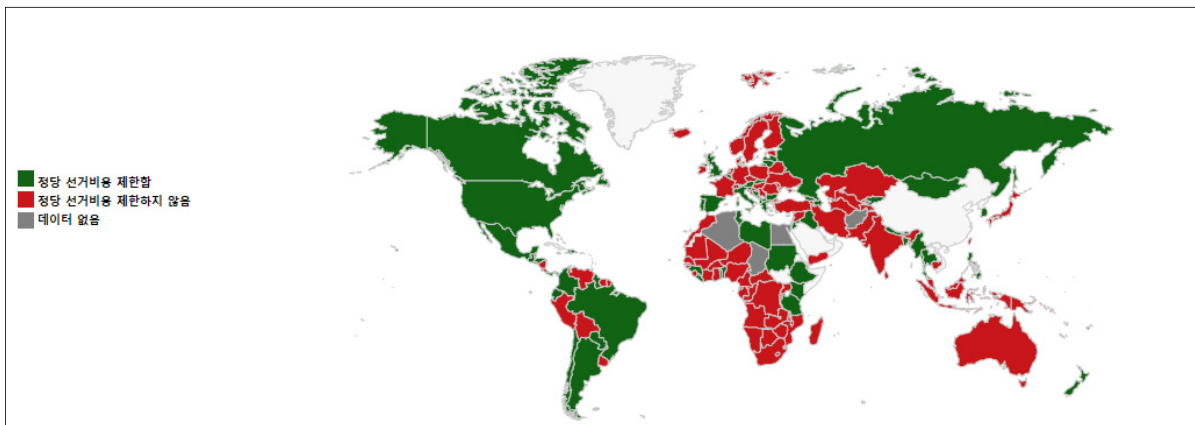 정당 선거비용 제한함
정당 선거비용 제한하지 않음
데이터 없음